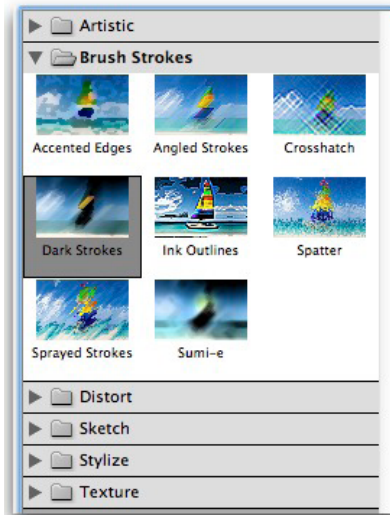 Artistic
Brush Strokes
Accented Edges
Angled Strokes
Crosshatch
Dark Strokes
Ink Outlines
Spatter
Sprayed Strokes
Sumi-e
Distort
Sketch
Stylize
Texture